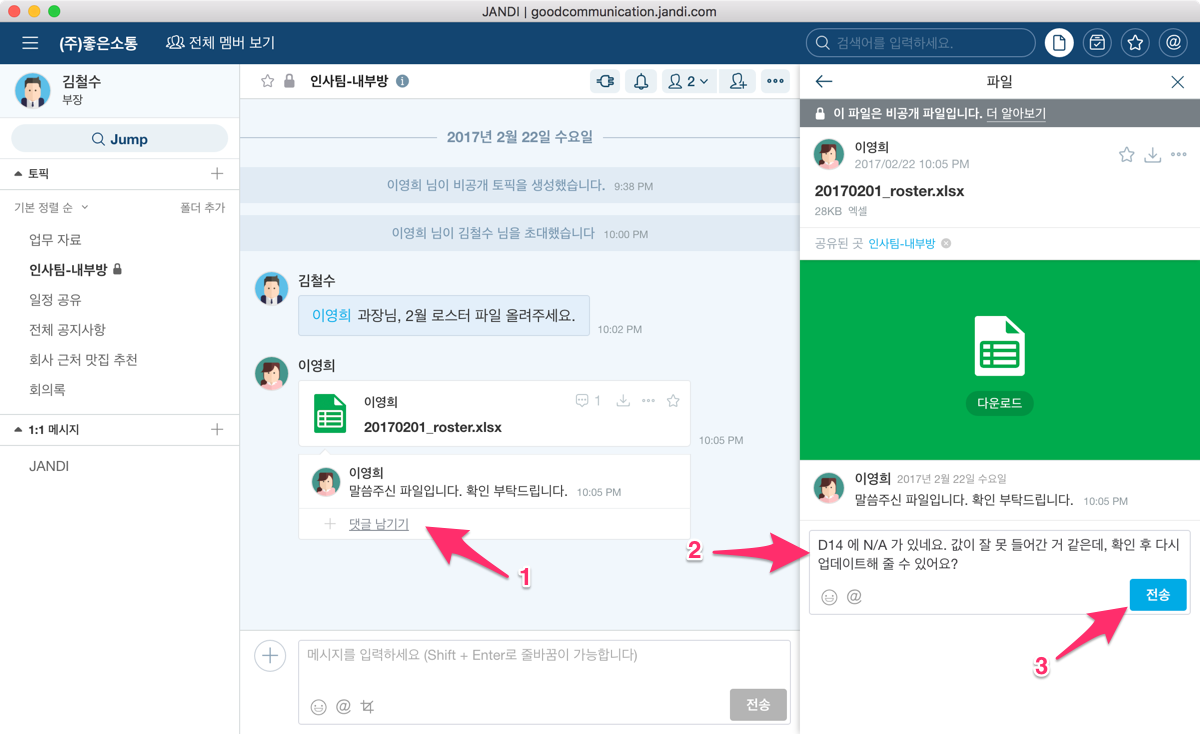 JANDI | goodcommunication.jandi.com
(주)좋은소통
전체 멤버 보기
검색어를 입력하세요.
@
김철수
부장
Jump
토픽
기본 정렬 순
폴더 추가
업무 자료
인사팀-내부방
일정 공유
전체 공지사항
회사 근처 맛집 추천
회의록
1:1 메시지
JANDI
인사팀-내부방
2
2017년 2월 22일 수요일
이영희 님이 비공개 토픽을 생성했습니다. 9:38 PM
이영희 님이 김철수 님을 초대했습니다 10:00 PM
김철수
이영희 과장님, 2월 로스터 파일 올려주세요. 10:02 PM
이영희
이영희
1
20170201_roster.xlsx
10:05 PM
이영희
말씀주신 파일입니다. 확인 부탁드립니다. 10:05 PM
댓글 남기기
1
메시지를 입력하세요 (Shift + Enter로 줄바꿈이 가능합니다)
@
전송
파일
이 파일은 비공개 파일입니다. 더 알아보기
이영희
2017/02/22 10:05 PM
20170201_roster.xlsx
28KB 엑셀
공유된 곳 인사팀-내부방
다운로드
이영희 2017년 2월 22일 수요일
말씀주신 파일입니다. 확인 부탁드립니다. 10:05 PM
2
D14 에 N/A 가 있네요. 값이 잘 못 들어간 거 같은데, 확인 후 다시
업데이트해 줄 수 있어요?
@
전송
3